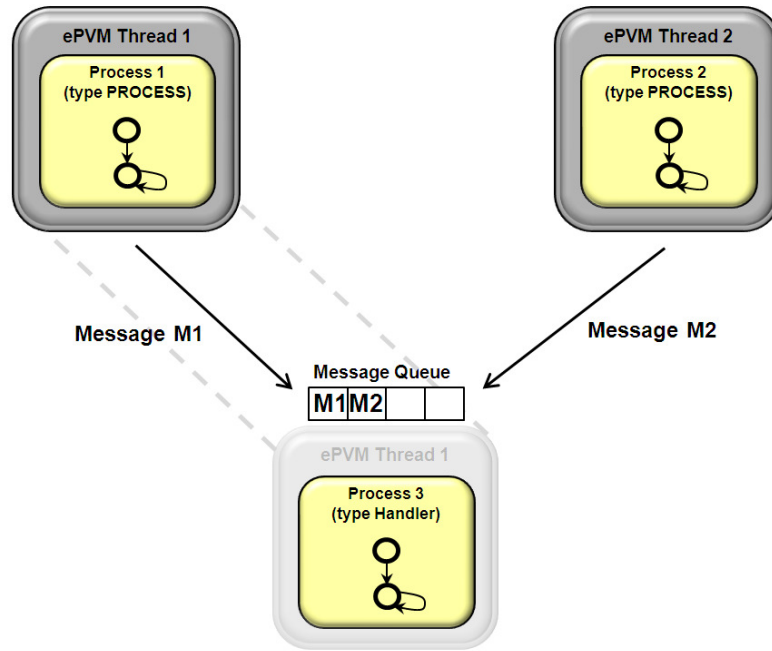 ePVM Thread 1
Process 1
(type PROCESS)
ePVM Thread 2
Process 2
(type PROCESS)
Message M1
Message M2
Message Queue
M1 M2
ePVM Thread 1
Process 3
(type Handler)